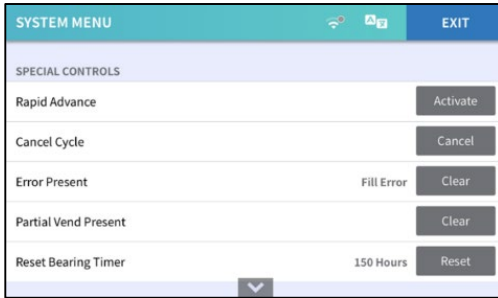 SYSTEM MENU EXIT
SPECIAL CONTROLS
Rapid Advance Activate
Cancel Cycle Cancel
Error Present Fill Error Clear
Partial Vend Present Clear
Reset Bearing Timer 150 Hours Reset